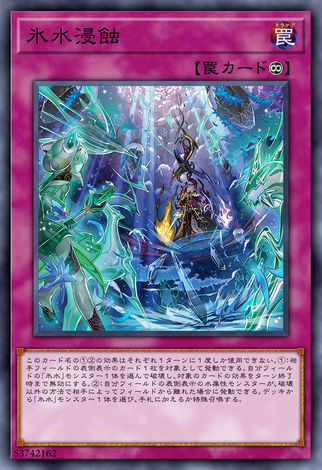 氷水浸蝕
トラップ
罠
【罠カード】
このカード名の①②の効果はそれぞれ１ターンに１度しか使用できない。①：相
手フィールドの表側表示のカード１枚を対象として発動できる。自分フィール
ドの「氷水」モンスター１体を選んで破壊し、対象のカードの効果をターン終了
時まで無効にする。②：自分フィールドの表側表示の水属性モンスターが、破壊
以外の方法で相手によってフィールドから離れた場合に発動できる。デッキか
ら「氷水」モンスター１体を選び、手札に加えるか特殊召喚する。
53742162